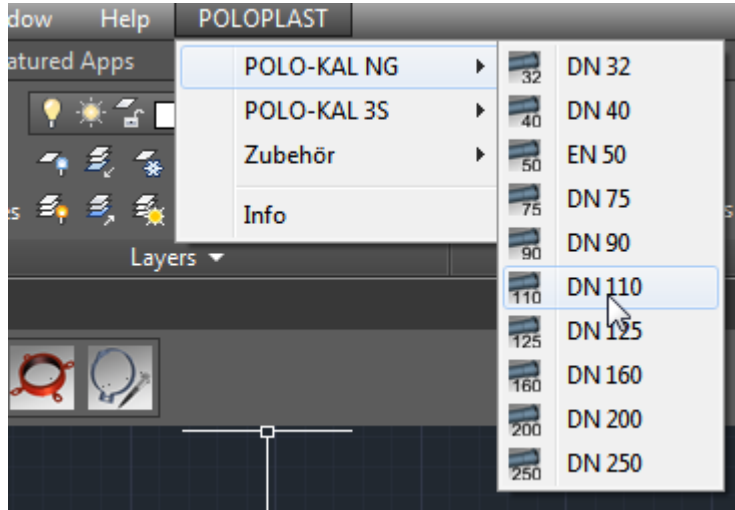 dow Help POLOPLAST
atured Apps
POLO-KAL NG
POLO-KAL 3S
Zubehör
Info
es
Layers
32 DN 32
40 DN 40
50 EN 50
75 DN 75
90 DN 90
110 DN 110
125 DN 125
160 DN 160
200 DN 200
250 DN 250
s